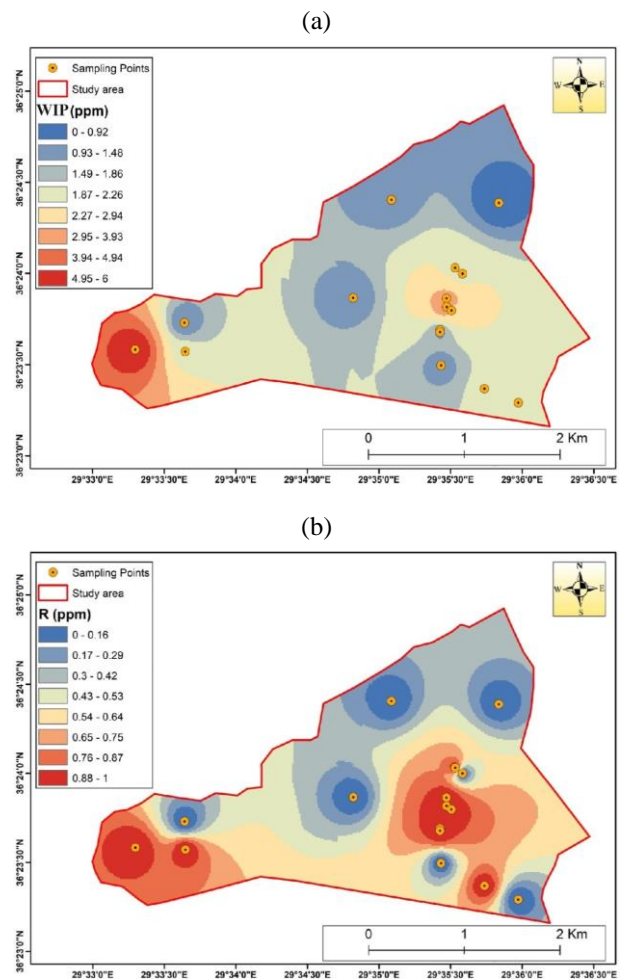 (a)
Sampling Points
Study area
WIP (ppm)
0 - 0.92
0.93 - 1.48
1.49 - 1.86
1.87 - 2.26
2.27 - 2.94
2.95 - 3.93
3.94 - 4.94
4.95 - 6
N
W E
S
36°25'0"N
36°24'30"N
36°24'0"N
36°23'30"N
36°23'0"N
0 1 2 Km
29°33'0"E 29°33'30"E 29°34'0"E 29°34'30"E 29°35'0"E 29°35'30"E 29°36'0"E 29°36'30"E
(b)
Sampling Points
Study area
R (ppm)
0 - 0.16
0.17 - 0.29
0.3 - 0.42
0.43 - 0.53
0.54 - 0.64
0.65 - 0.75
0.76 - 0.87
0.88 - 1
N
W E
S
36°25'0"N
36°24'30"N
36°24'0"N
36°23'30"N
36°23'0"N
0 1 2 Km
29°33'0"E 29°33'30"E 29°34'0"E 29°34'30"E 29°35'0"E 29°35'30"E 29°36'0"E 29°36'30"E